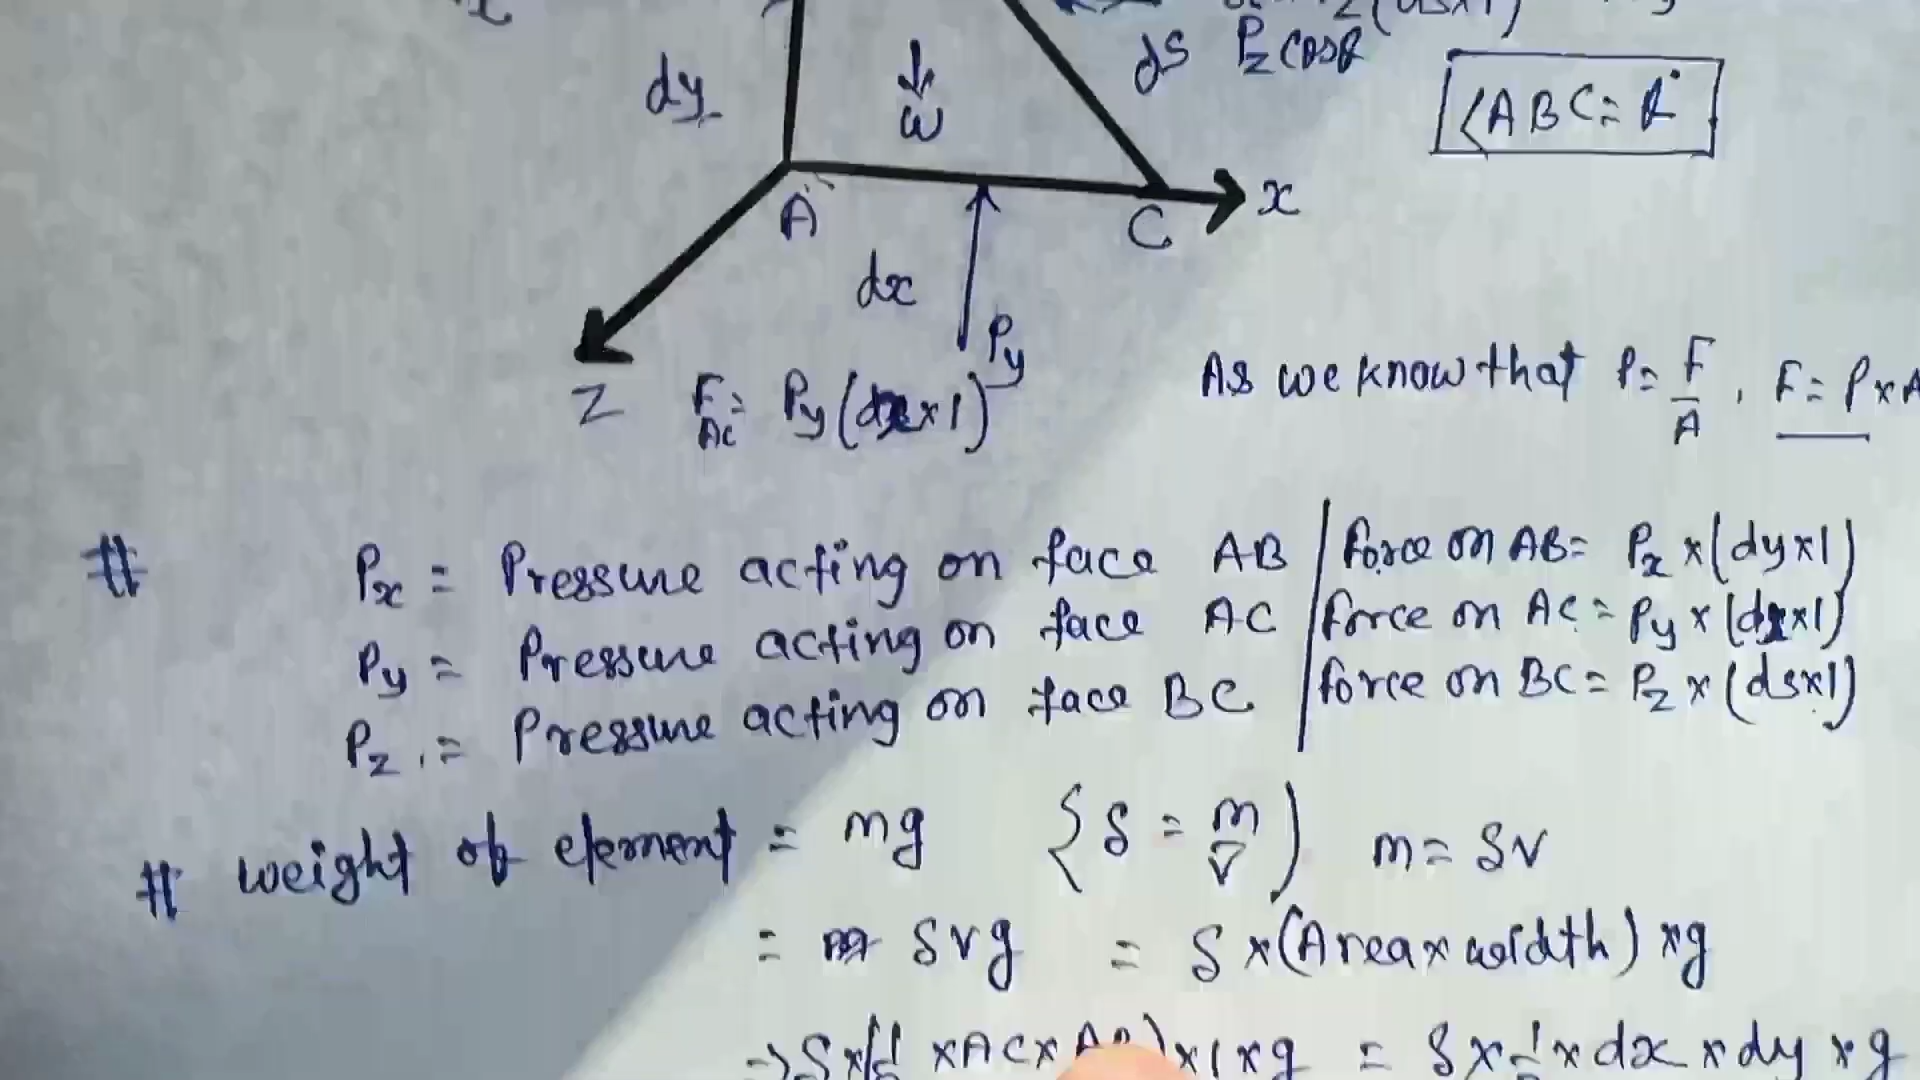 dy
w
dS Pz cosα
∠ABC = α
A
C
x
dx
Py
Z
F_AC = Py (dx×1)
As we know that P = F/A , F = P×A
# Px = Pressure acting on face AB | force on AB = Px × (dy×1)
Py = Pressure acting on face AC | force on AC = Py × (dx×1)
Pz = Pressure acting on face BC | force on BC = Pz × (ds×1)
# weight of element = mg { ρ = m/V ) m = ρV
= ρVg = ρ ×(Area × width) ×g
→ ρ × ( × AC × ) × 1 × g = ρ × × dx × dy × g